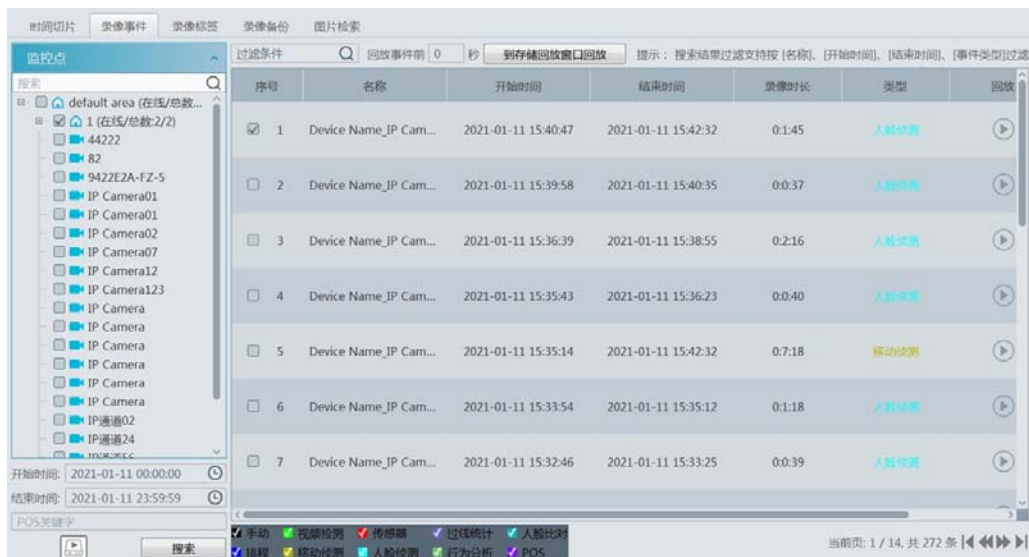 时间切片 录像事件 录像标签 录像备份 图片检索
监控点
过滤条件 回放事件前 0 秒 到存储回放窗口回放 提示：搜索结果过滤支持按 [名称]、[开始时间]、[结束时间]、[事件类型]过滤
搜索
序号 名称 开始时间 结束时间 录像时长 类型 回放
default area (在线/总数...
1 (在线/总数:2/2)
44222
82
9422E2A-FZ-5
IP Camera01
IP Camera01
IP Camera02
IP Camera07
IP Camera12
IP Camera123
IP Camera
IP Camera
IP Camera
IP Camera
IP Camera
IP Camera
IP通道02
IP通道24
IP通道56
1 Device Name_IP Cam... 2021-01-11 15:40:47 2021-01-11 15:42:32 0:1:45 人脸侦测
2 Device Name_IP Cam... 2021-01-11 15:39:58 2021-01-11 15:40:35 0:0:37 人脸侦测
3 Device Name_IP Cam... 2021-01-11 15:36:39 2021-01-11 15:38:55 0:2:16 人脸侦测
4 Device Name_IP Cam... 2021-01-11 15:35:43 2021-01-11 15:36:23 0:0:40 人脸侦测
5 Device Name_IP Cam... 2021-01-11 15:35:14 2021-01-11 15:42:32 0:7:18 移动侦测
6 Device Name_IP Cam... 2021-01-11 15:33:54 2021-01-11 15:35:12 0:1:18 人脸侦测
7 Device Name_IP Cam... 2021-01-11 15:32:46 2021-01-11 15:33:25 0:0:39 人脸侦测
开始时间: 2021-01-11 00:00:00
结束时间: 2021-01-11 23:59:59
POS关键字
搜索
手动 视频检测 传感器 过线统计 人脸比对
排程 移动侦测 人脸侦测 行为分析 POS
当前页: 1 / 14, 共 272 条